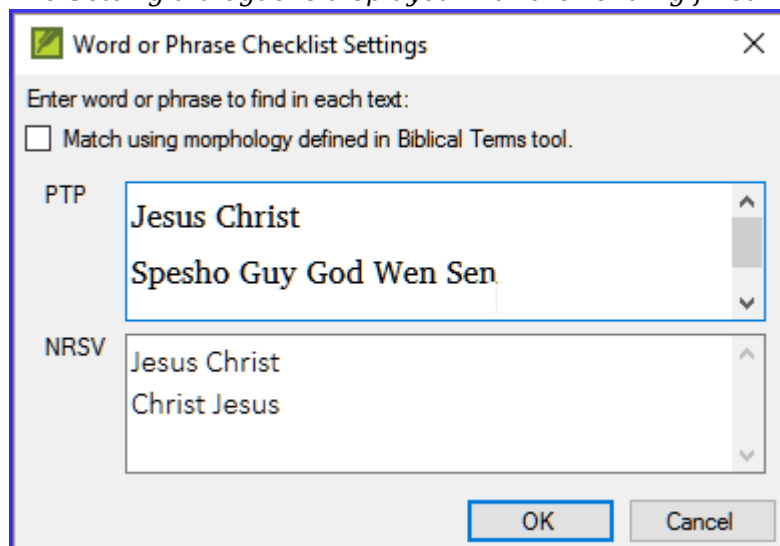 Word or Phrase Checklist Settings
Enter word or phrase to find in each text:
Match using morphology defined in Biblical Terms tool.
PTP
Jesus Christ
Spesho Guy God Wen Sen
NRSV
Jesus Christ
Christ Jesus
OK Cancel